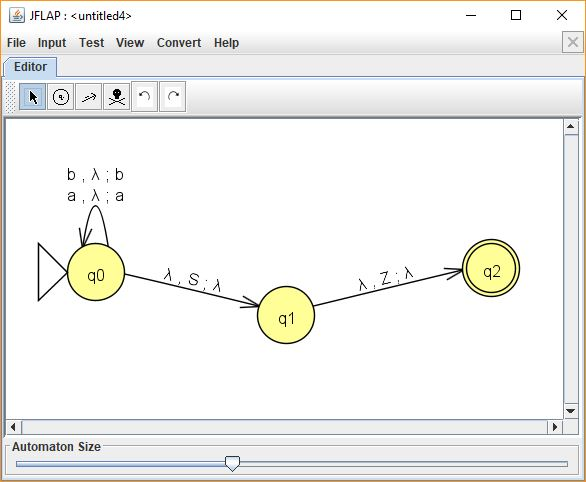 JFLAP : <untitled4>
File Input Test View Convert Help
Editor
b , λ ; b
a , λ ; a
q0
λ , S ; λ
q1
λ , Z ; λ
q2
Automaton Size